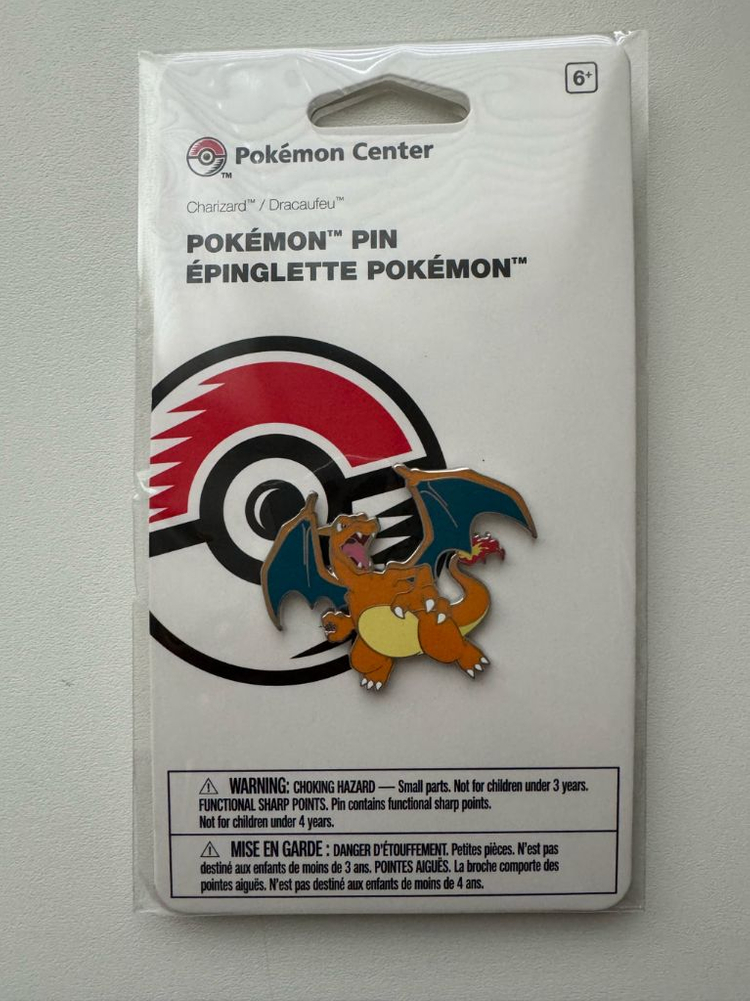 6+
Pokémon Center
TM
Charizard™ / Dracaufeu™
POKÉMON™ PIN
ÉPINGLETTE POKÉMON™
WARNING: CHOKING HAZARD — Small parts. Not for children under 3 years.
FUNCTIONAL SHARP POINTS. Pin contains functional sharp points.
Not for children under 4 years.
MISE EN GARDE : DANGER D'ÉTOUFFEMENT. Petites pièces. N'est pas
destiné aux enfants de moins de 3 ans. POINTES AIGUËS. La broche comporte des
pointes aiguës. N'est pas destiné aux enfants de moins de 4 ans.